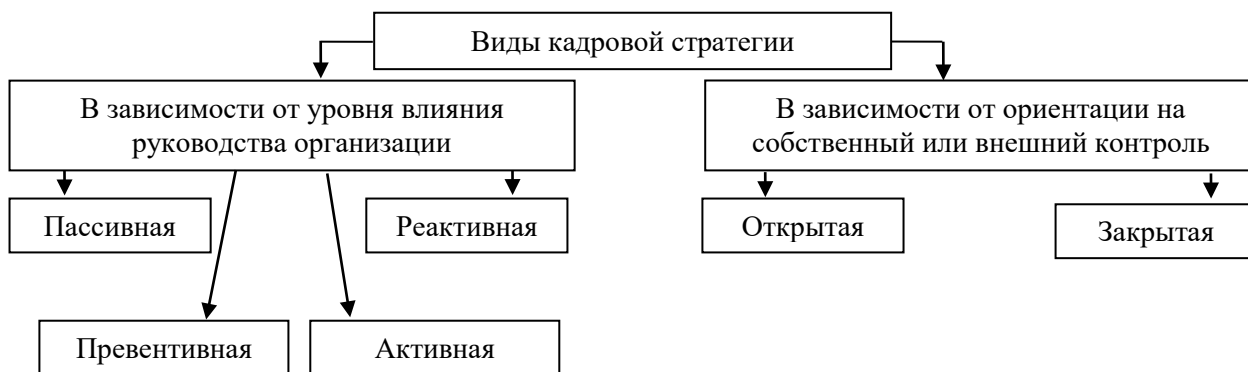 Виды кадровой стратегии
В зависимости от уровня влияния
руководства организации
В зависимости от ориентации на
собственный или внешний контроль
Пассивная
Реактивная
Открытая
Закрытая
Превентивная
Активная